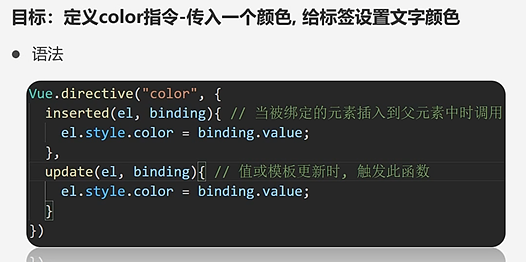 目标：定义color指令-传入一个颜色, 给标签设置文字颜色
● 语法
Vue.directive("color", {
  inserted(el, binding){ // 当被绑定的元素插入到父元素中时调用
    el.style.color = binding.value;
  },
  update(el, binding){ // 值或模板更新时, 触发此函数
    el.style.color = binding.value;
  }
})